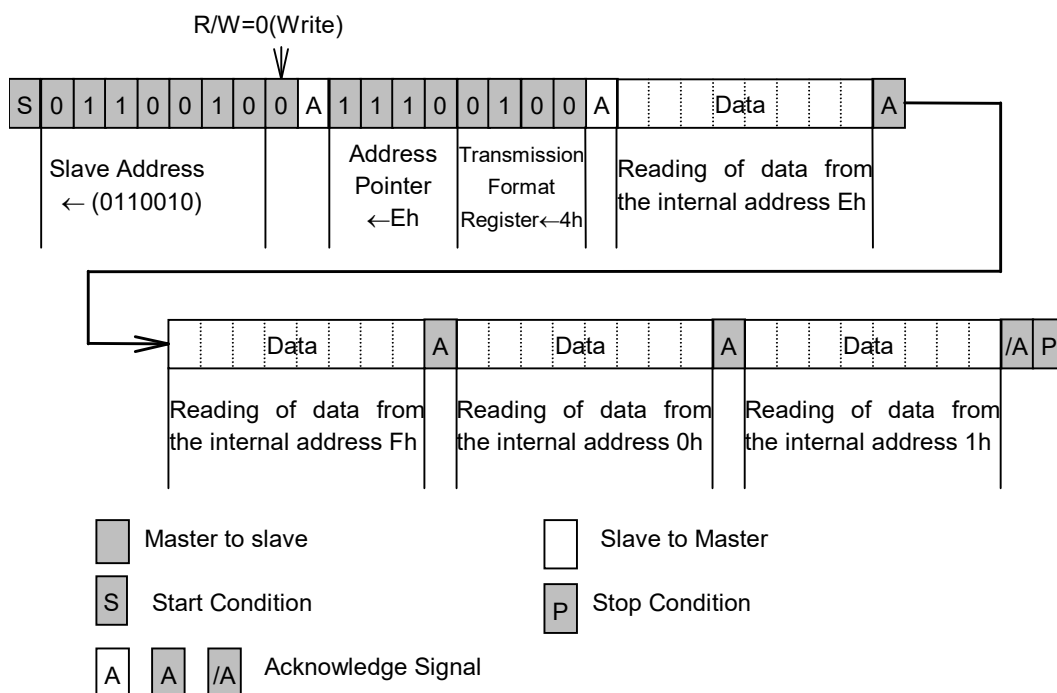 R/W=0(Write)
S 0 1 1 0 0 1 0 0 A 1 1 1 0 0 1 0 0 A Data A
Slave Address
← (0110010)
Address
Pointer
←Eh
Transmission
Format
Register←4h
Reading of data from
the internal address Eh
Data A Data A Data /A P
Reading of data from
the internal address Fh
Reading of data from
the internal address 0h
Reading of data from
the internal address 1h
Master to slave
Slave to Master
S Start Condition
P Stop Condition
A A /A Acknowledge Signal